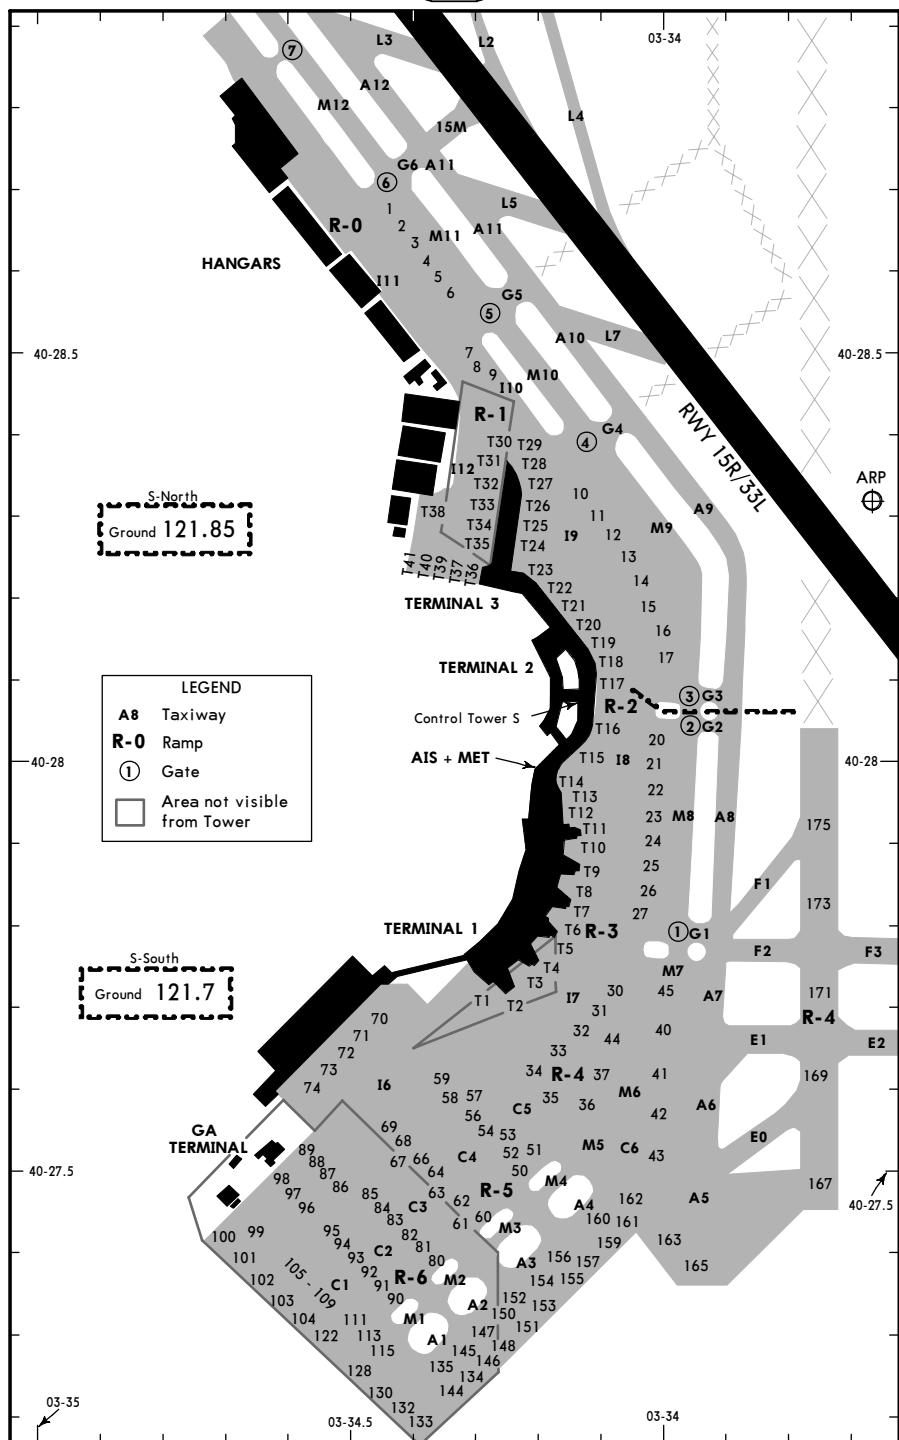 03-34
7
L3
L2
A12
M12
L4
15M
G6 A11
6
1
R-0
2
L5
M11
A11
3
HANGARS
4
I11
5
6
G5
5
A10
L7
40-28.5
7
40-28.5
8
9
M10
I10
R-1
RWY 15R/33L
G4
4
T30
T29
T31
T28
I12
ARP
T32
T27
10
S-North
T33
T26
A9
T38
11
M9
Ground 121.85
T34
T25
12
I9
T35
T24
13
T41
T40
T39
T37
T36
T23
14
T22
TERMINAL 3
T21
15
T20
16
T19
17
TERMINAL 2
T18
T17
LEGEND
3
G3
R-2
A8 Taxiway
Control Tower S
2
G2
T16
R-0 Ramp
20
AIS + MET
T15
I8
40-28
21
40-28
1 Gate
T14
22
Area not visible
from Tower
T13
T12
23
M8
A8
T11
175
T10
24
T9
25
F1
T8
26
173
T7
27
TERMINAL 1
T6
R-3
1
G1
T5
F2
F3
S-South
T4
M7
T3
Ground 121.7
T1
T2
I7
30
45
A7
171
31
R-4
70
32
40
71
44
E1
E2
72
33
73
34
R-4
37
41
169
74
I6
59
M6
58
57
35
36
A6
C5
42
56
69
54
53
E0
GA
TERMINAL
68
M5
C6
89
52
51
43
88
67
66
C4
40-27.5
87
64
50
M4
98
86
R-5
167
97
85
63
162
A5
96
84
C3
62
A4
40-27.5
83
61
60
160
161
100
99
95
82
M3
94
C2
81
159
163
101
93
80
A3
156
157
165
102
105 - 109
92
R-6
M2
154
155
C1
91
103
90
A2
152
153
104
111
M1
150
151
122
113
A1
147
115
145
148
128
135
146
134
130
144
03-35
132
03-34.5
133
03-34